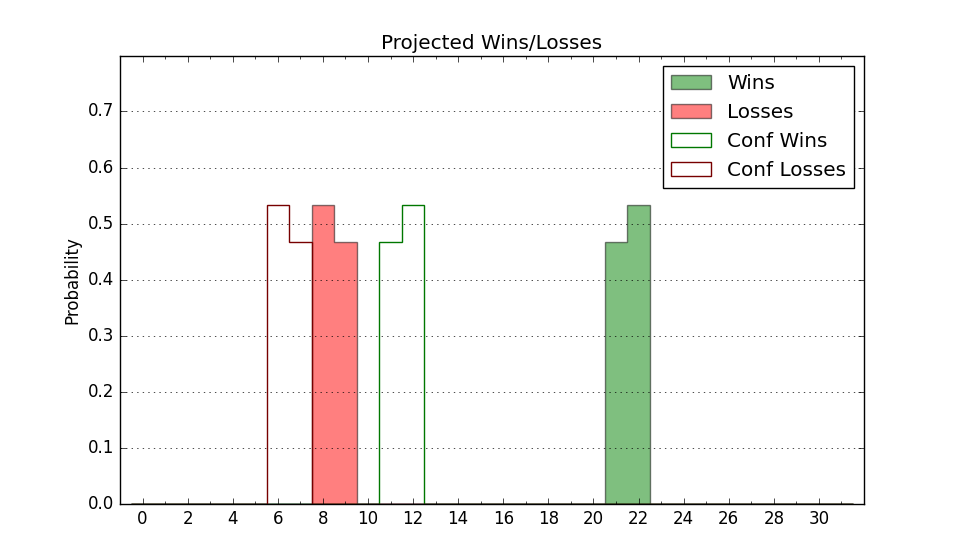 Projected Wins/Losses
Wins
Losses
Conf Wins
Conf Losses
Probability
0.7
0.6
0.5
0.4
0.3
0.2
0.1
0.0
0 2 4 6 8 10 12 14 16 18 20 22 24 26 28 30